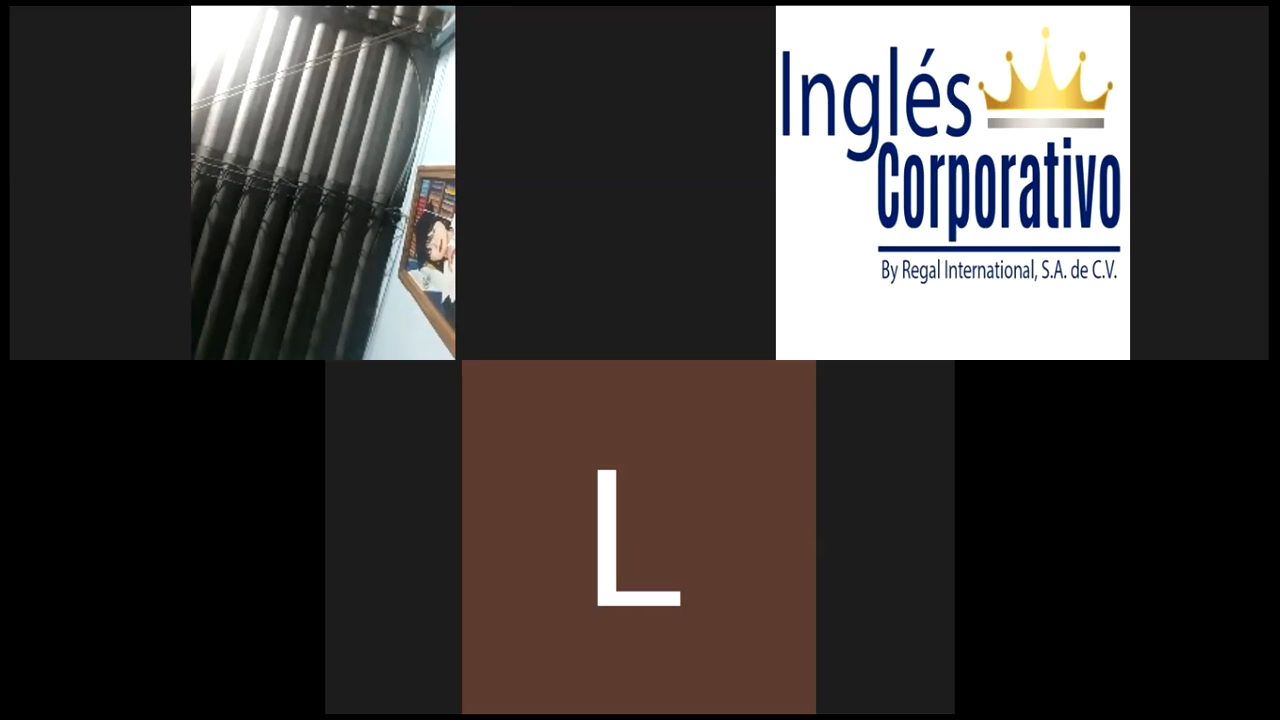 Inglés
Corporativo
By Regal International, S.A. de C.V.
L